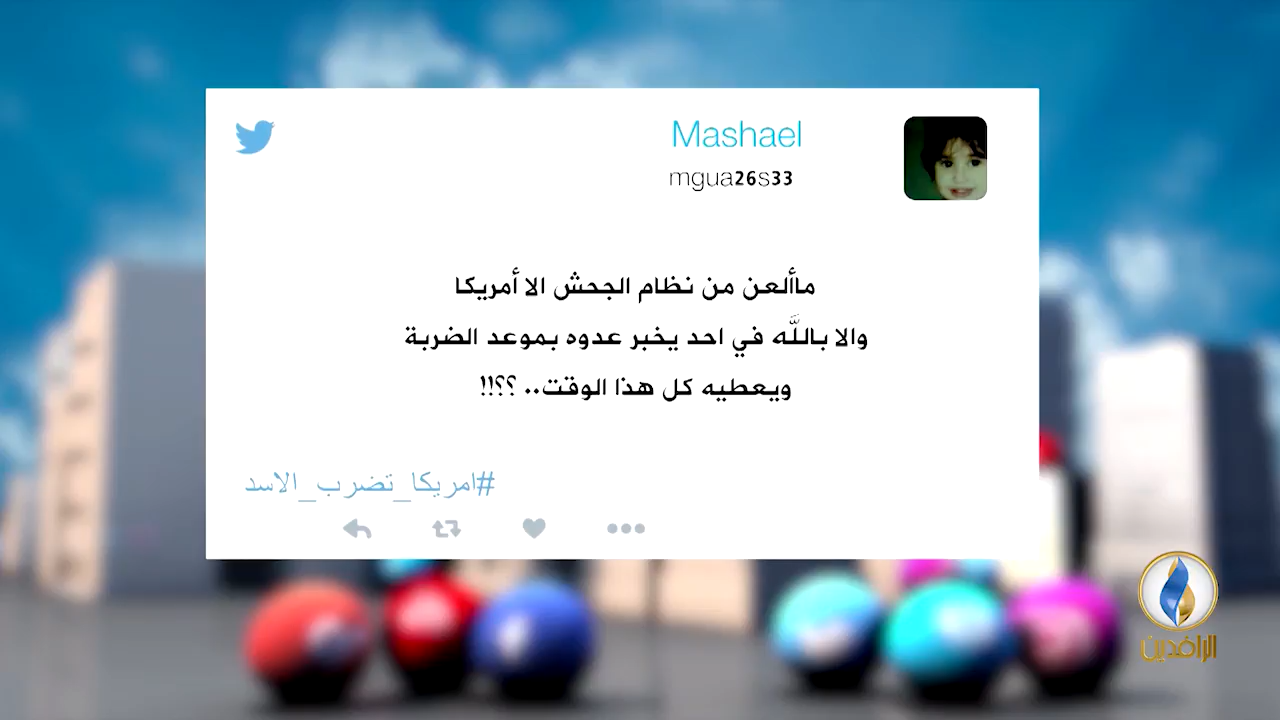 Mashael
mgua26s33
ماألعن من نظام الجحش الا أمريكا
والا باللَّه في احد يخبر عدوه بموعد الضربة
ويعطيه كل هذا الوقت.. ؟؟!!
#امريكا_تضرب_الاسد
الرافدين